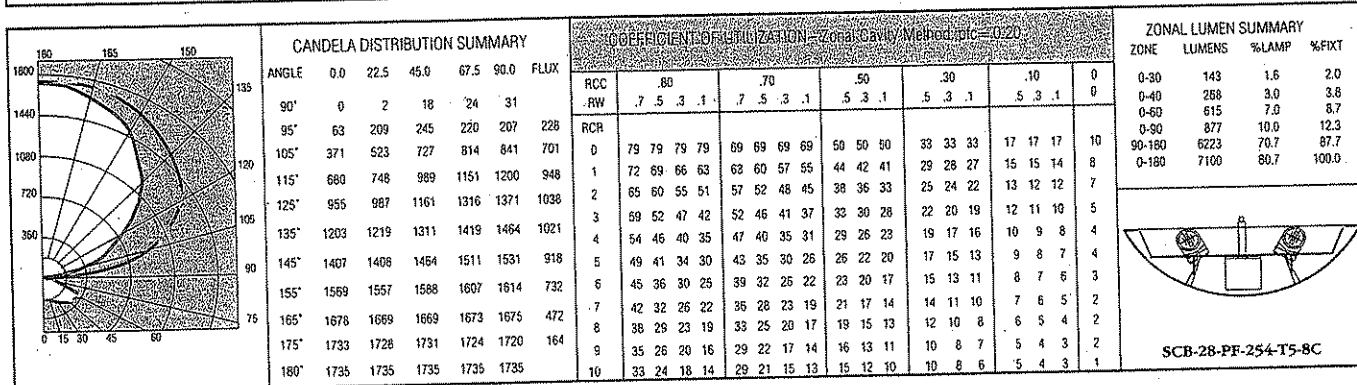 180 165 150
1800
135
1440
1080
120
720
105
360
90
75
0 15 30 45 60
CANDELA DISTRIBUTION SUMMARY
ANGLE 0.0 22.5 45.0 67.5 90.0 FLUX
90° 0 2 18 24 31
95° 63 209 245 220 207 228
105° 371 523 727 814 841 701
115° 680 748 989 1151 1200 948
125° 955 987 1161 1316 1371 1038
135° 1203 1219 1311 1419 1464 1021
145° 1407 1408 1464 1511 1531 918
155° 1569 1557 1588 1607 1614 732
165° 1678 1669 1669 1673 1675 472
175° 1733 1728 1731 1724 1720 164
180° 1735 1735 1735 1735 1735
COEFFICIENT OF UTILIZATION – Zonal Cavity Method, pfc = 0.20
RCC .80 .70 .50 .30 .10 0
RW .7 .5 .3 .1 .7 .5 .3 .1 .5 .3 .1 .5 .3 .1 .5 .3 .1 0
RCR
0 79 79 79 79 69 69 69 69 50 50 50 33 33 33 17 17 17 10
1 72 69 66 63 63 60 57 55 44 42 41 29 28 27 15 15 14 8
2 65 60 55 51 57 52 48 45 38 36 33 25 24 22 13 12 12 7
3 59 52 47 42 52 46 41 37 33 30 28 22 20 19 12 11 10 5
4 54 46 40 35 47 40 35 31 29 26 23 19 17 16 10 9 8 4
5 49 41 34 30 43 35 30 26 26 22 20 17 15 13 9 8 7 4
6 45 36 30 25 39 32 26 22 23 20 17 15 13 11 8 7 6 3
7 42 32 26 22 36 28 23 19 21 17 14 14 11 10 7 6 5 2
8 38 29 23 19 33 25 20 17 19 15 13 12 10 8 6 5 4 2
9 35 26 20 16 29 22 17 14 16 13 11 10 8 7 5 4 3 2
10 33 24 18 14 29 21 15 13 15 12 10 10 8 6 5 4 3 1
ZONAL LUMEN SUMMARY
ZONE LUMENS %LAMP %FIXT
0-30 143 1.6 2.0
0-40 268 3.0 3.8
0-60 615 7.0 8.7
0-90 877 10.0 12.3
90-180 6223 70.7 87.7
0-180 7100 80.7 100.0
SCB-28-PF-254-T5-8C